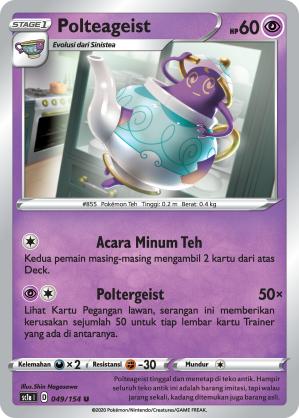 STAGE 1 Polteageist HP 60
Evolusi dari Sinistea
#855 Pokémon Teh Tinggi: 0.2 m Berat: 0.4 kg
Acara Minum Teh
Kedua pemain masing-masing mengambil 2 kartu dari atas
Deck.
Poltergeist 50×
Lihat Kartu Pegangan lawan, serangan ini memberikan
kerusakan sejumlah 50 untuk tiap lembar kartu Trainer
yang ada di antaranya.
Kelemahan ×2 Resistansi -30 Mundur
Illus. Shin Nagasawa
Polteageist tinggal dan menetap di teko antik. Hampir
seluruh teko antik ini adalah barang imitasi, tapi walau
jarang sekali, kadang ditemukan juga barang yang asli.
sc1a I D 049/154 U
©2020 Pokémon/Nintendo/Creatures/GAME FREAK.